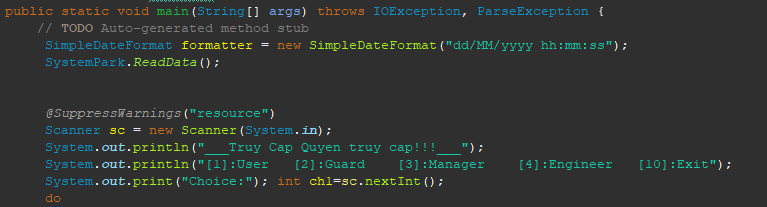 public static void main(String[] args) throws IOException, ParseException {
// TODO Auto-generated method stub
SimpleDateFormat formatter = new SimpleDateFormat("dd/MM/yyyy hh:mm:ss");
SystemPark.ReadData();
@SuppressWarnings("resource")
Scanner sc = new Scanner(System.in);
System.out.println("___Truy Cap Quyen truy cap!!!___");
System.out.println("[1]:User   [2]:Guard    [3]:Manager    [4]:Engineer   [10]:Exit");
System.out.print("Choice:"); int chl=sc.nextInt();
do